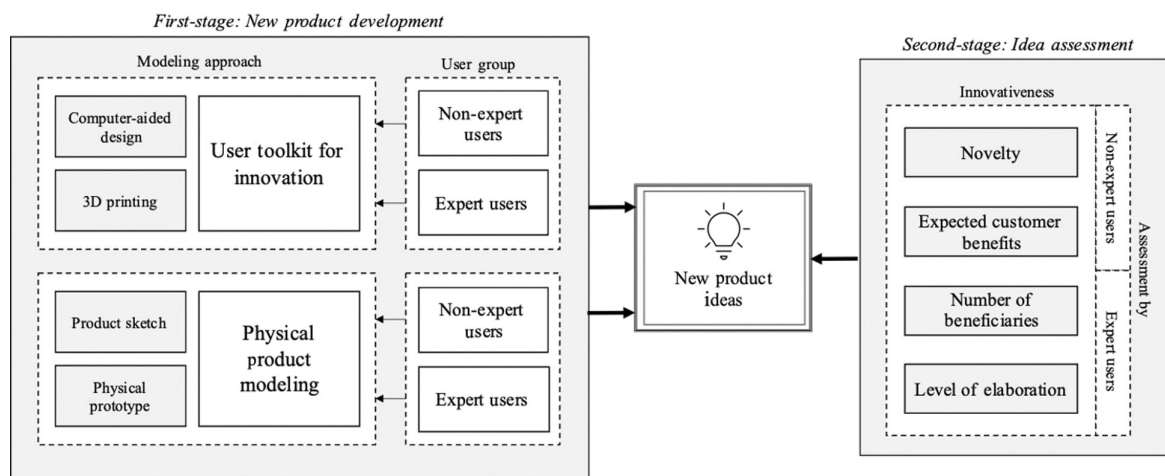 First-stage: New product development
Modeling approach
User group
Computer-aided
design
3D printing
User toolkit for
innovation
Non-expert
users
Expert users
Product sketch
Physical
prototype
Physical
product
modeling
Non-expert
users
Expert users
New product
ideas
Second-stage: Idea assessment
Innovativeness
Novelty
Expected customer
benefits
Number of
beneficiaries
Level of elaboration
Non-expert users
Expert users
Assessment by